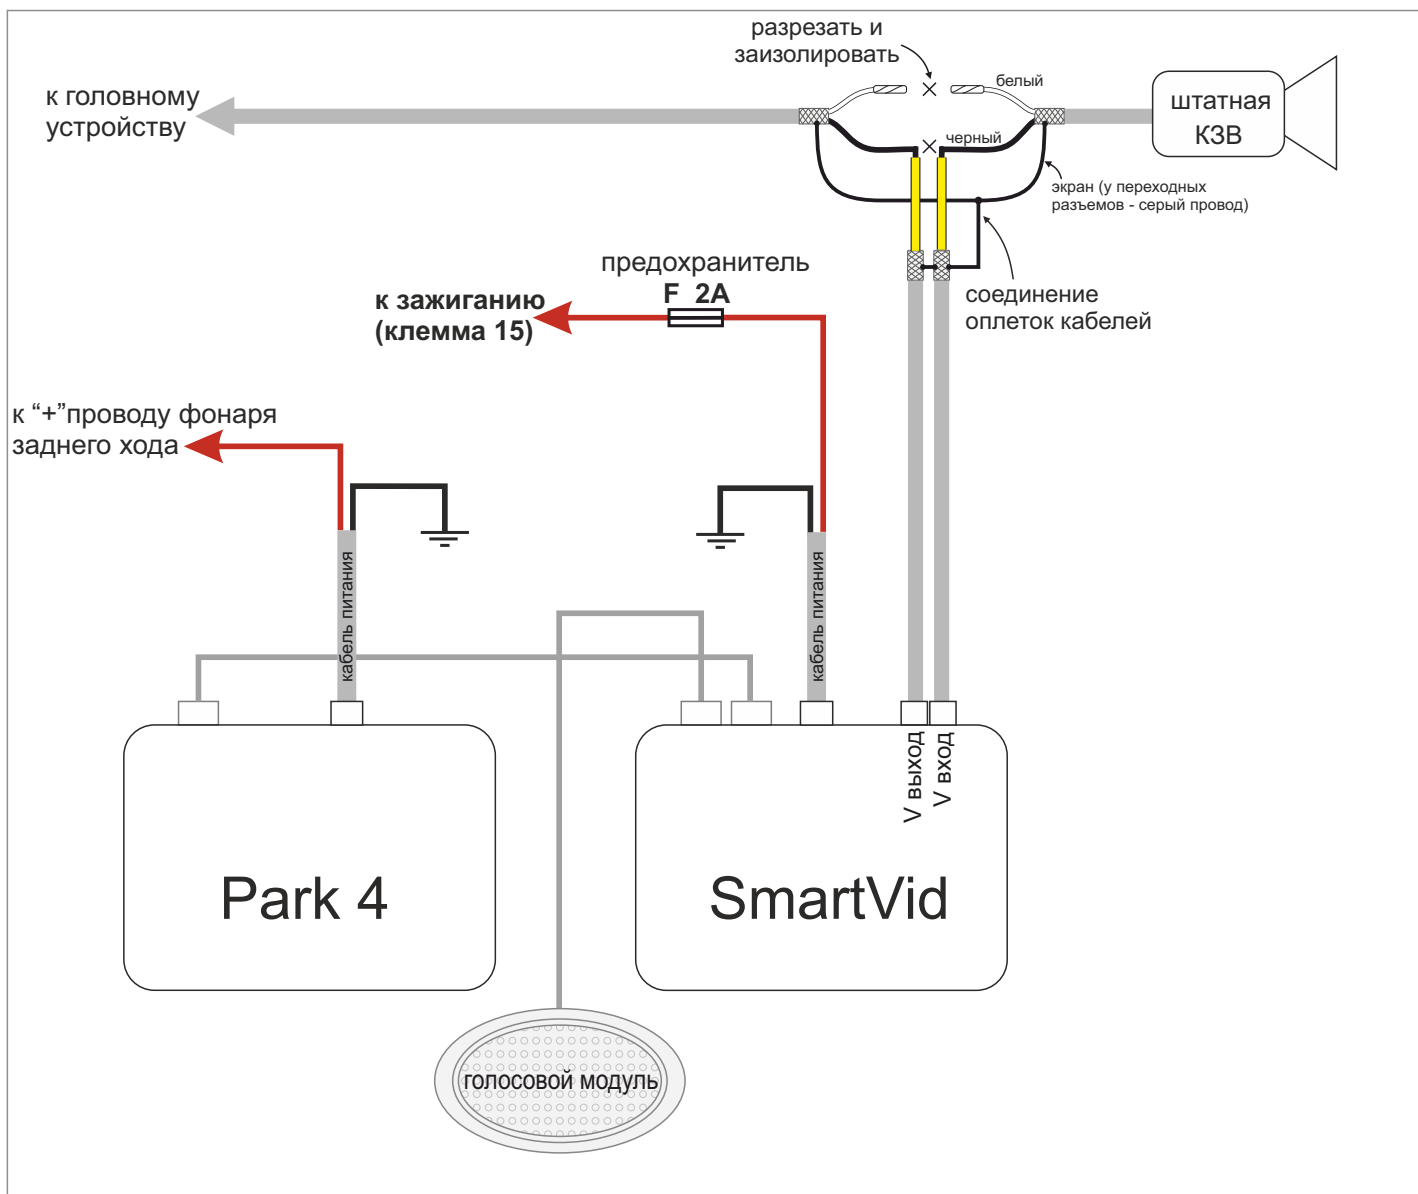 разрезать и
заизолировать
белый
к головному
устройству
штатная
КЗВ
черный
экран (у переходных
разъемов - серый провод)
предохранитель
F 2A
к зажиганию
(клемма 15)
соединение
оплеток кабелей
к “+”проводу фонаря
заднего хода
кабель питания
кабель питания
V выход
V вход
Park 4
SmartVid
голосовой модуль